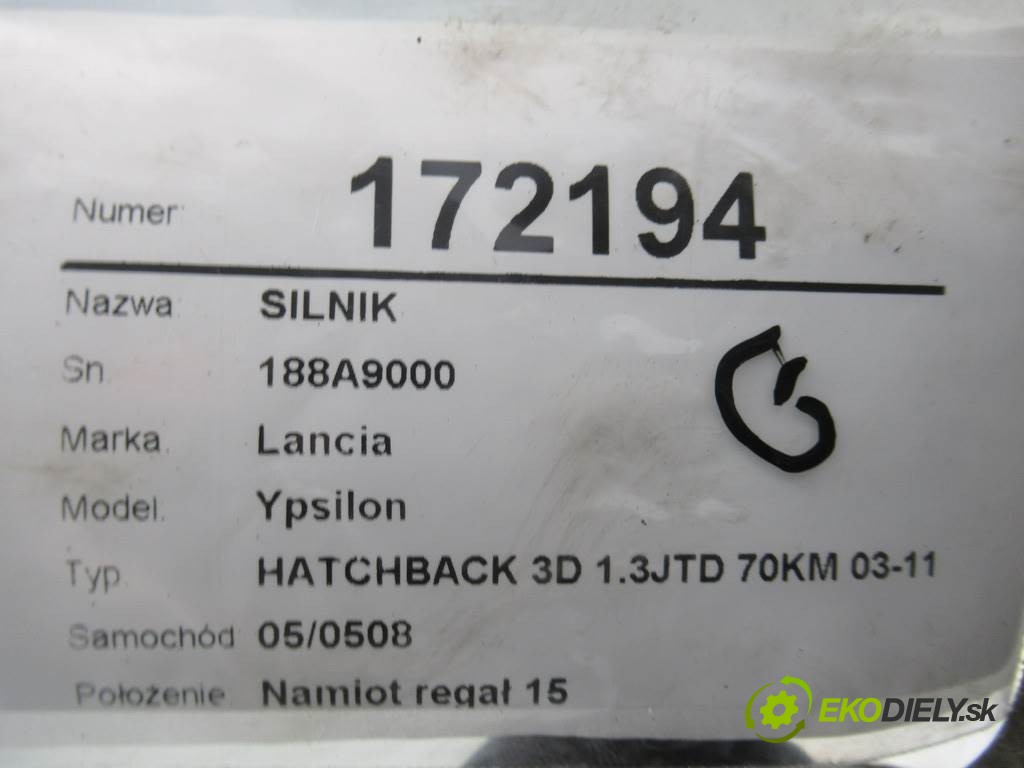 Numer 172194
Nazwa SILNIK
Sn 188A9000
Marka Lancia
Model Ypsilon
Typ HATCHBACK 3D 1.3JTD 70KM 03-11
Samochód 05/0508
Położenie Namiot regał 15
G
EKODIELY.sk